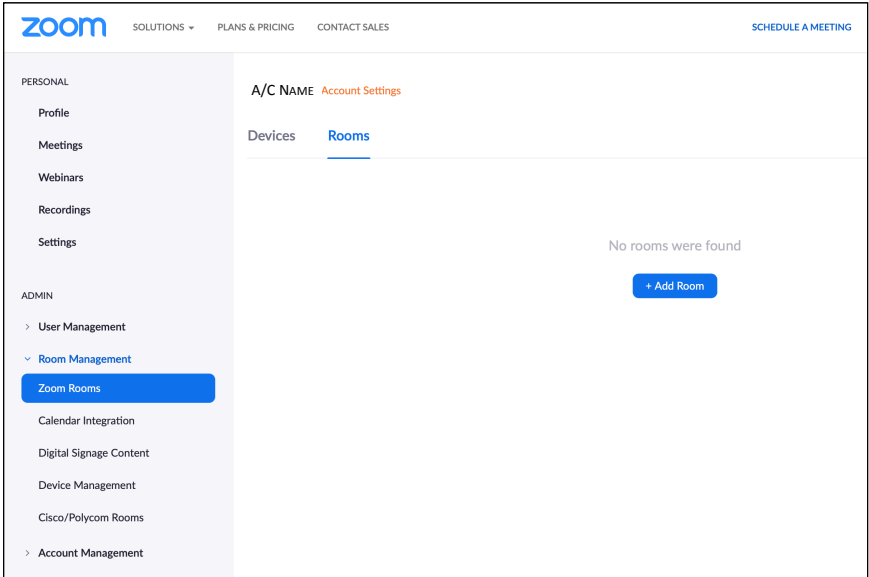 zoom SOLUTIONS PLANS & PRICING CONTACT SALES SCHEDULE A MEETING
PERSONAL
Profile
Meetings
Webinars
Recordings
Settings
ADMIN
User Management
Room Management
Zoom Rooms
Calendar Integration
Digital Signage Content
Device Management
Cisco/Polycom Rooms
Account Management
A/C NAME Account Settings
Devices Rooms
No rooms were found
+ Add Room